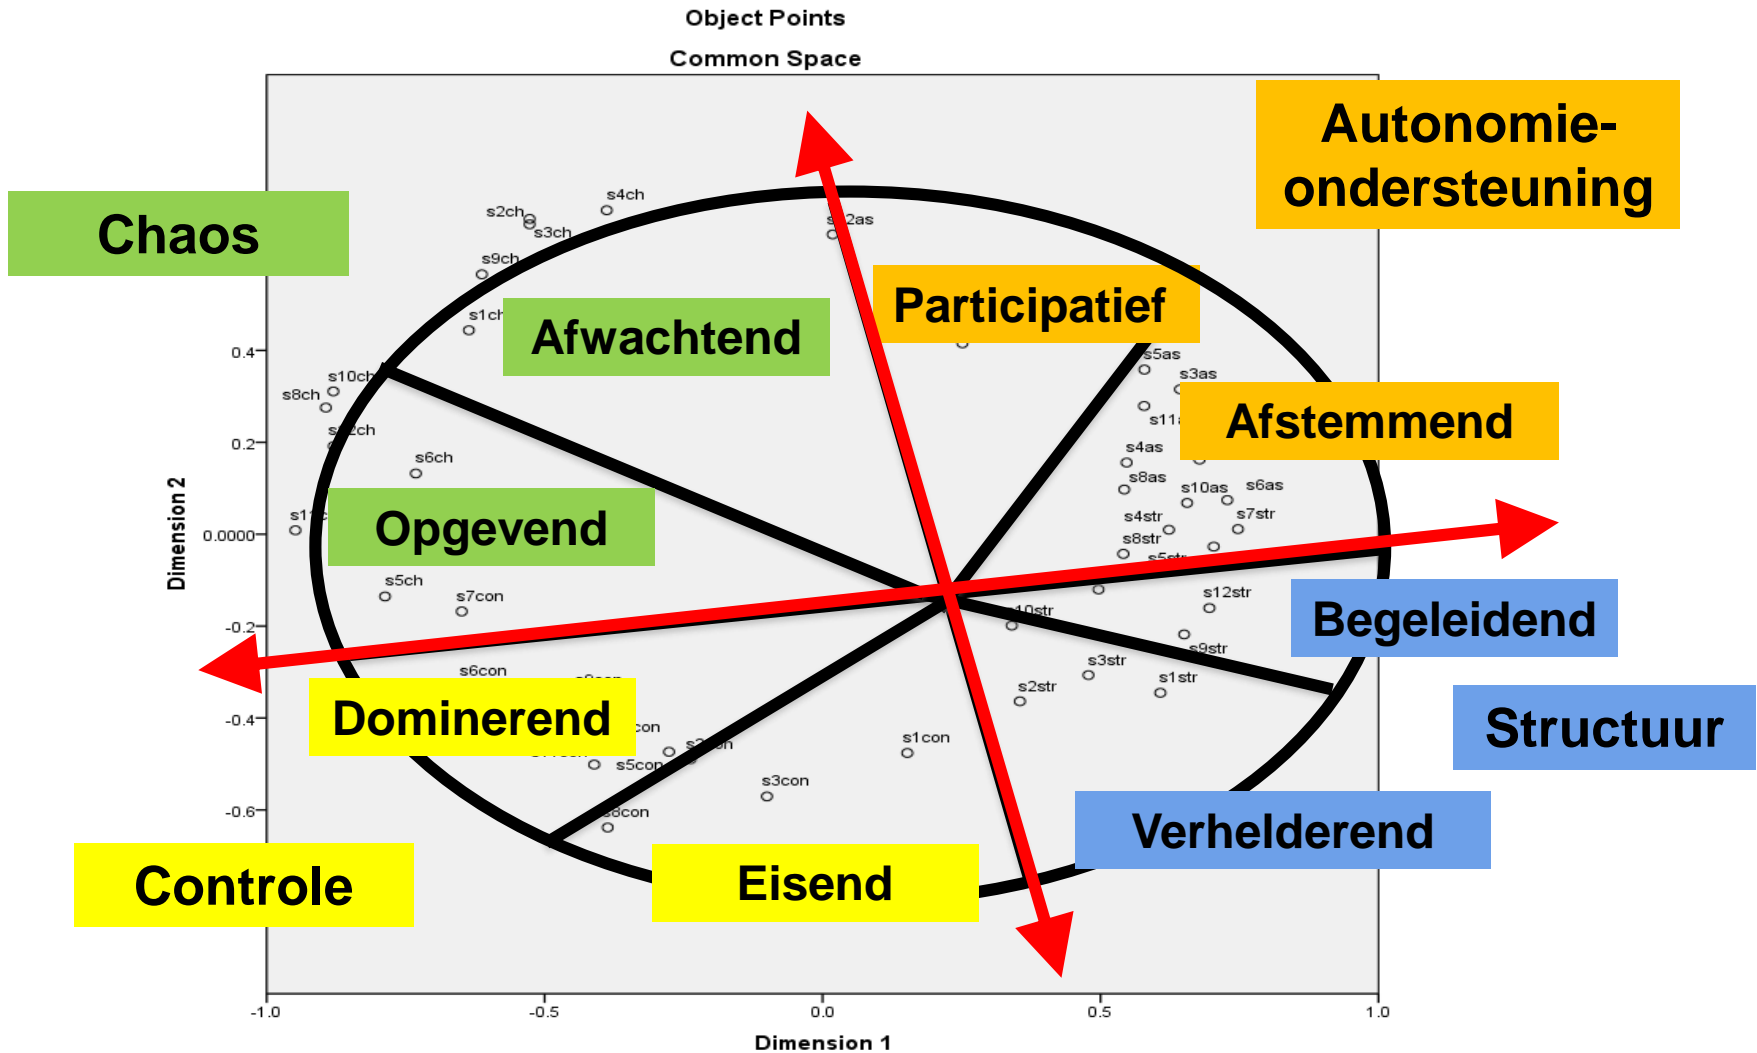 Object Points
Common Space
Autonomie-
ondersteuning
Chaos
s4ch
s2ch
s3ch
s9ch
s1ch
Participatief
Afwachtend
0.4
s5as
s10ch
s3as
s8ch
Afstemmend
0.2
s6ch
s4as
s8as
s10as
s6as
Opgevend
s4str
s7str
0.0000
s8str
s5str
Dimension 2
s5ch
s7con
s12str
Begeleidend
-0.2
s10str
s9str
s3str
s6con
s1str
s2str
Dominerend
Structuur
-0.4
s1con
s5con
s3con
-0.6
s8con
Verhelderend
Controle
Eisend
-1.0
-0.5
0.0
0.5
1.0
Dimension 1